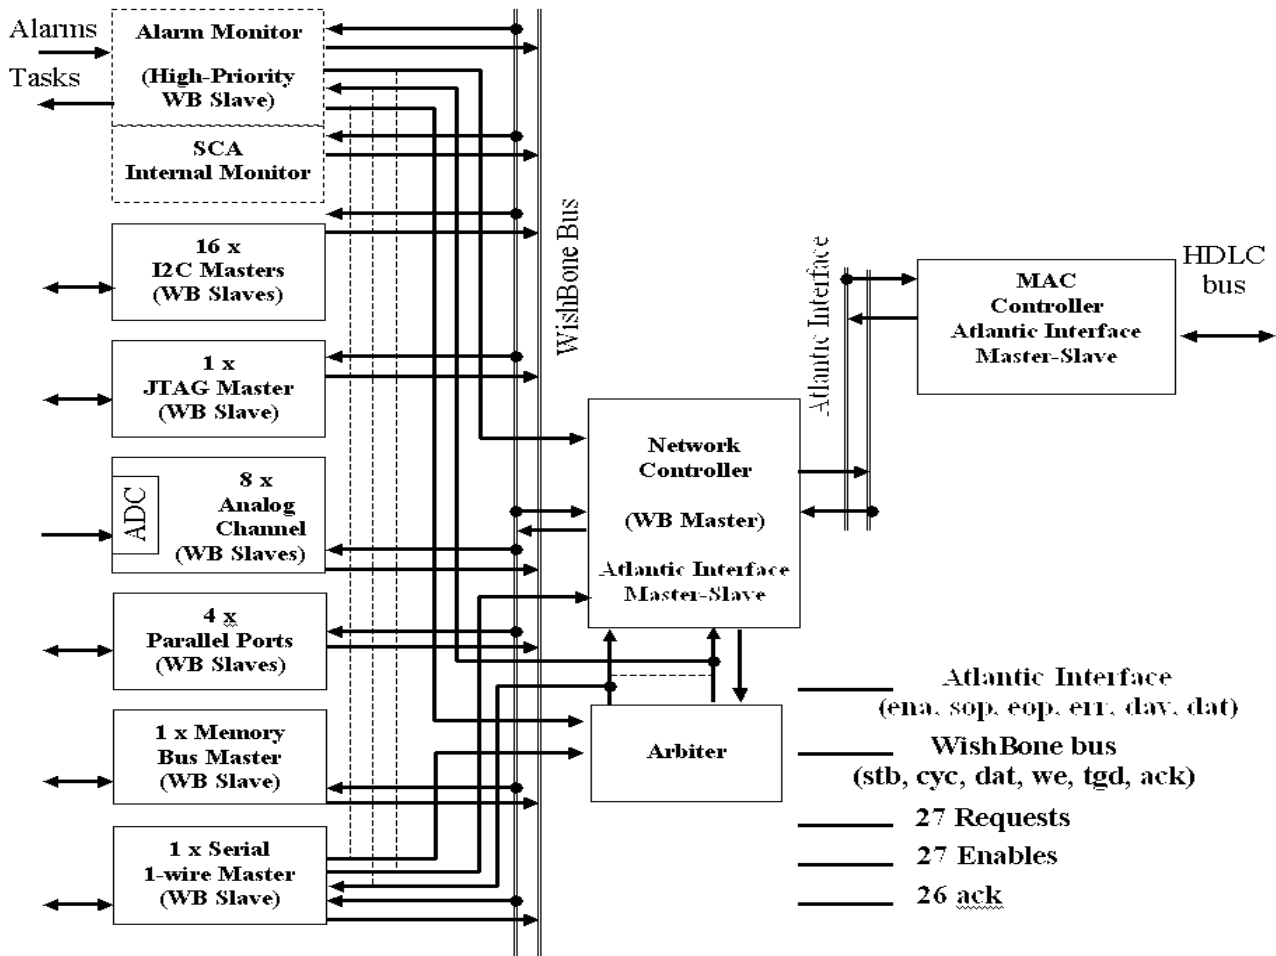 Alarms
Tasks
Alarm Monitor
(High-Priority
WB Slave)
SCA
Internal Monitor
16 x
I2C Masters
(WB Slaves)
1 x
JTAG Master
(WB Slave)
ADC
8 x
Analog
Channel
(WB Slaves)
4 x
Parallel Ports
(WB Slaves)
1 x Memory
Bus Master
(WB Slave)
1 x Serial
1-wire Master
(WB Slave)
WishBone Bus
Network
Controller
(WB Master)
Atlantic Interface
Master-Slave
Arbiter
Atlantic Interface
MAC
Controller
Atlantic Interface
Master-Slave
HDLC
bus
Atlantic Interface
(ena, sop, eop, err, dav, dat)
WishBone bus
(stb, cyc, dat, we, tgd, ack)
27 Requests
27 Enables
26 ack